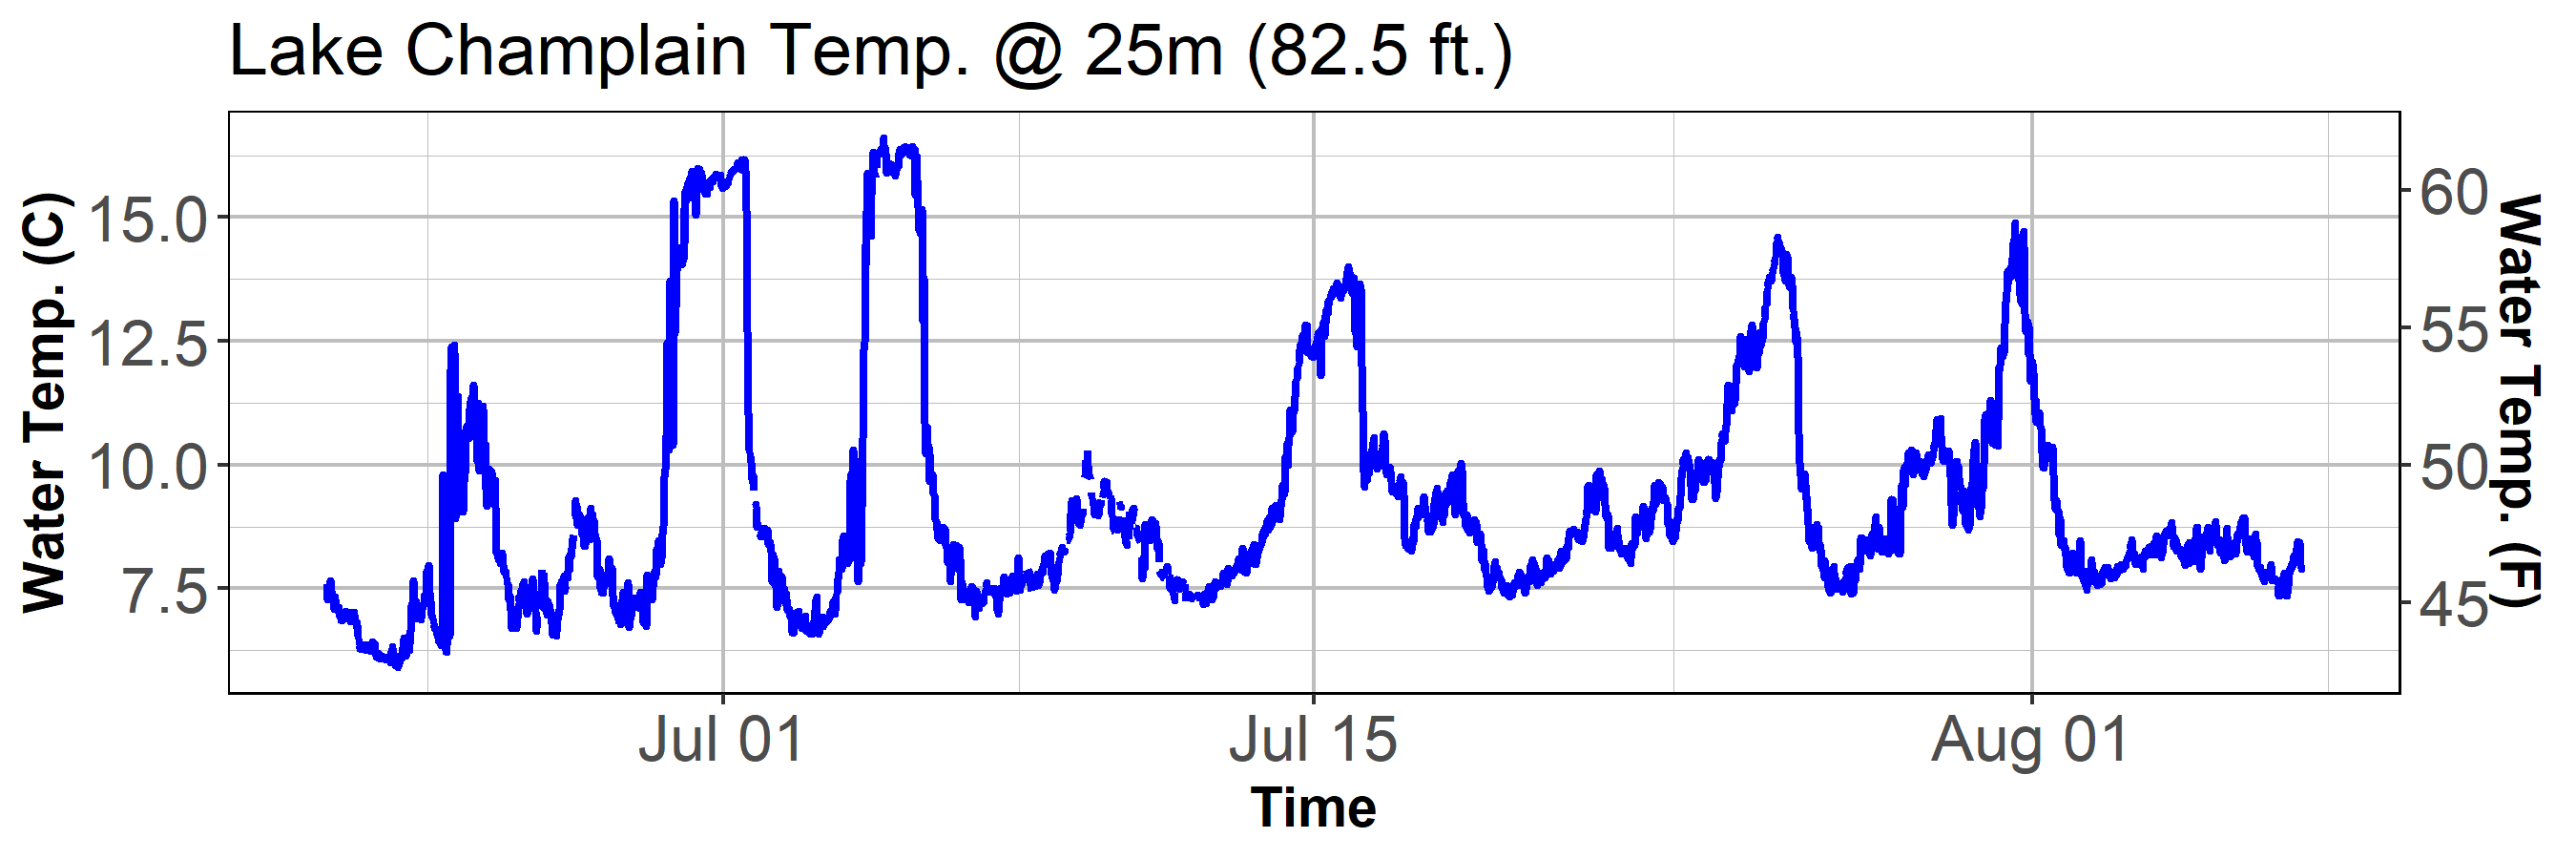 Lake Champlain Temp. @ 25m (82.5 ft.)
Water Temp. (C)
15.0
12.5
10.0
7.5
60
55
50
45
Water Temp. (F)
Jul 01
Jul 15
Aug 01
Time